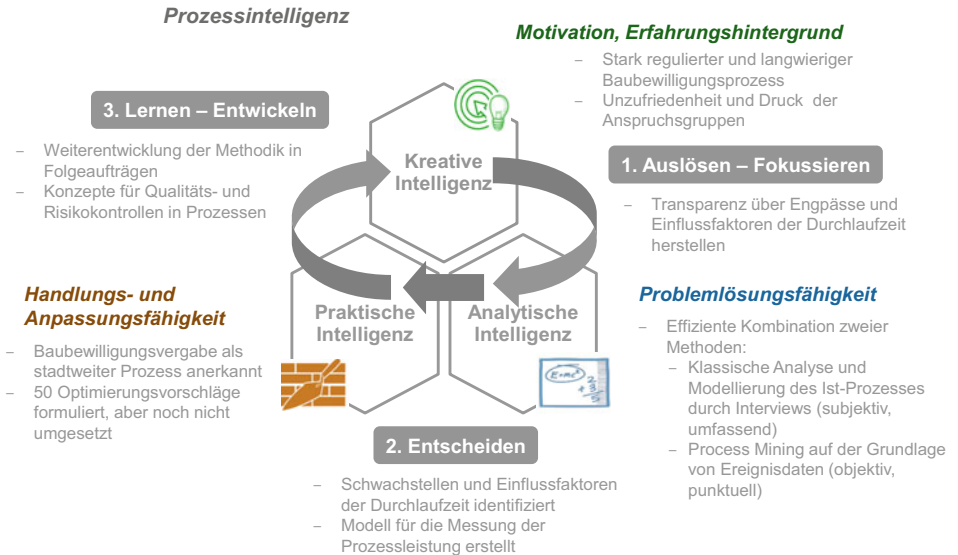 Prozessintelligenz
Motivation, Erfahrungshintergrund
– Stark regulierter und langwieriger
Baubewilligungsprozess
– Unzufriedenheit und Druck der
Anspruchsgruppen
3. Lernen – Entwickeln
– Weiterentwicklung der Methodik in
Folgeaufträgen
– Konzepte für Qualitäts- und
Risikokontrollen in Prozessen
Kreative
Intelligenz
1. Auslösen – Fokussieren
– Transparenz über Engpässe und
Einflussfaktoren der Durchlaufzeit
herstellen
Handlungs- und
Anpassungsfähigkeit
– Baubewilligungsvergabe als
stadtweiter Prozess anerkannt
– 50 Optimierungsvorschläge
formuliert, aber noch nicht
umgesetzt
Praktische
Intelligenz
Analytische
Intelligenz
Problemlösungsfähigkeit
– Effiziente Kombination zweier
Methoden:
– Klassische Analyse und
Modellierung des Ist-Prozesses
durch Interviews (subjektiv,
umfassend)
– Process Mining auf der Grundlage
von Ereignisdaten (objektiv,
punktuell)
E=mc²
2. Entscheiden
– Schwachstellen und Einflussfaktoren
der Durchlaufzeit identifiziert
– Modell für die Messung der
Prozessleistung erstellt